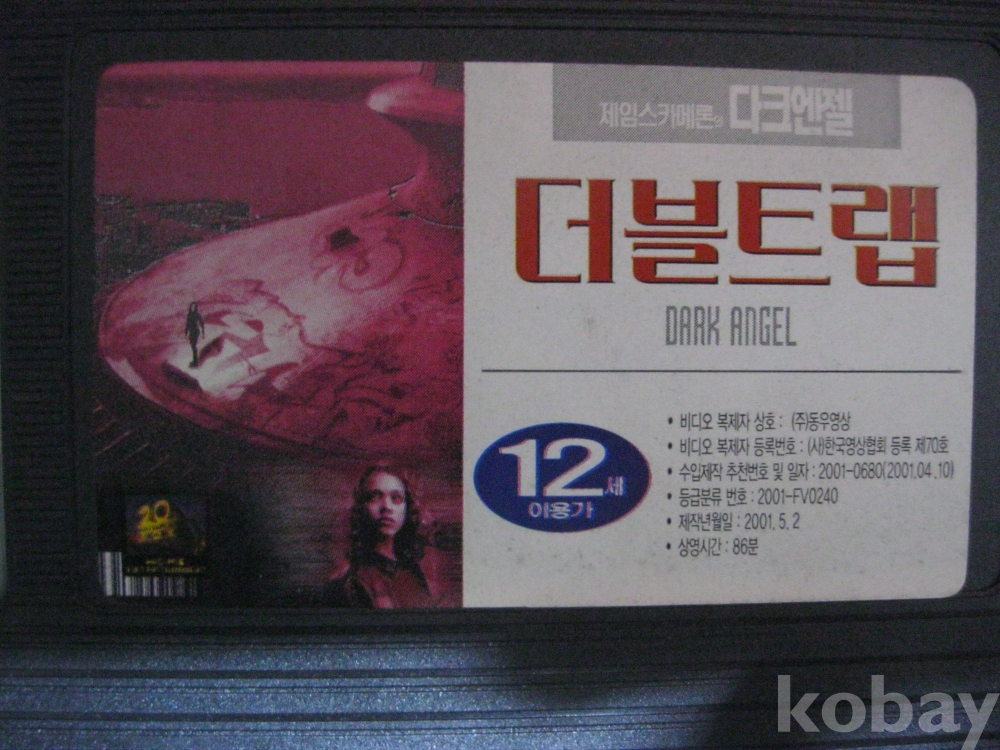 제임스카메론의 다크엔젤
더블트랩
DARK ANGEL
12세
이용가
• 비디오 복제자 상호 : (주)동우영상
• 비디오 복제자 등록번호 : (사)한국영상협회 등록 제70호
• 수입제작 추천번호 및 일자 : 2001-0680(2001.04.10)
• 등급분류 번호 : 2001-FV0240
• 제작년월일 : 2001. 5. 2
• 상영시간 : 86분
20
kobay